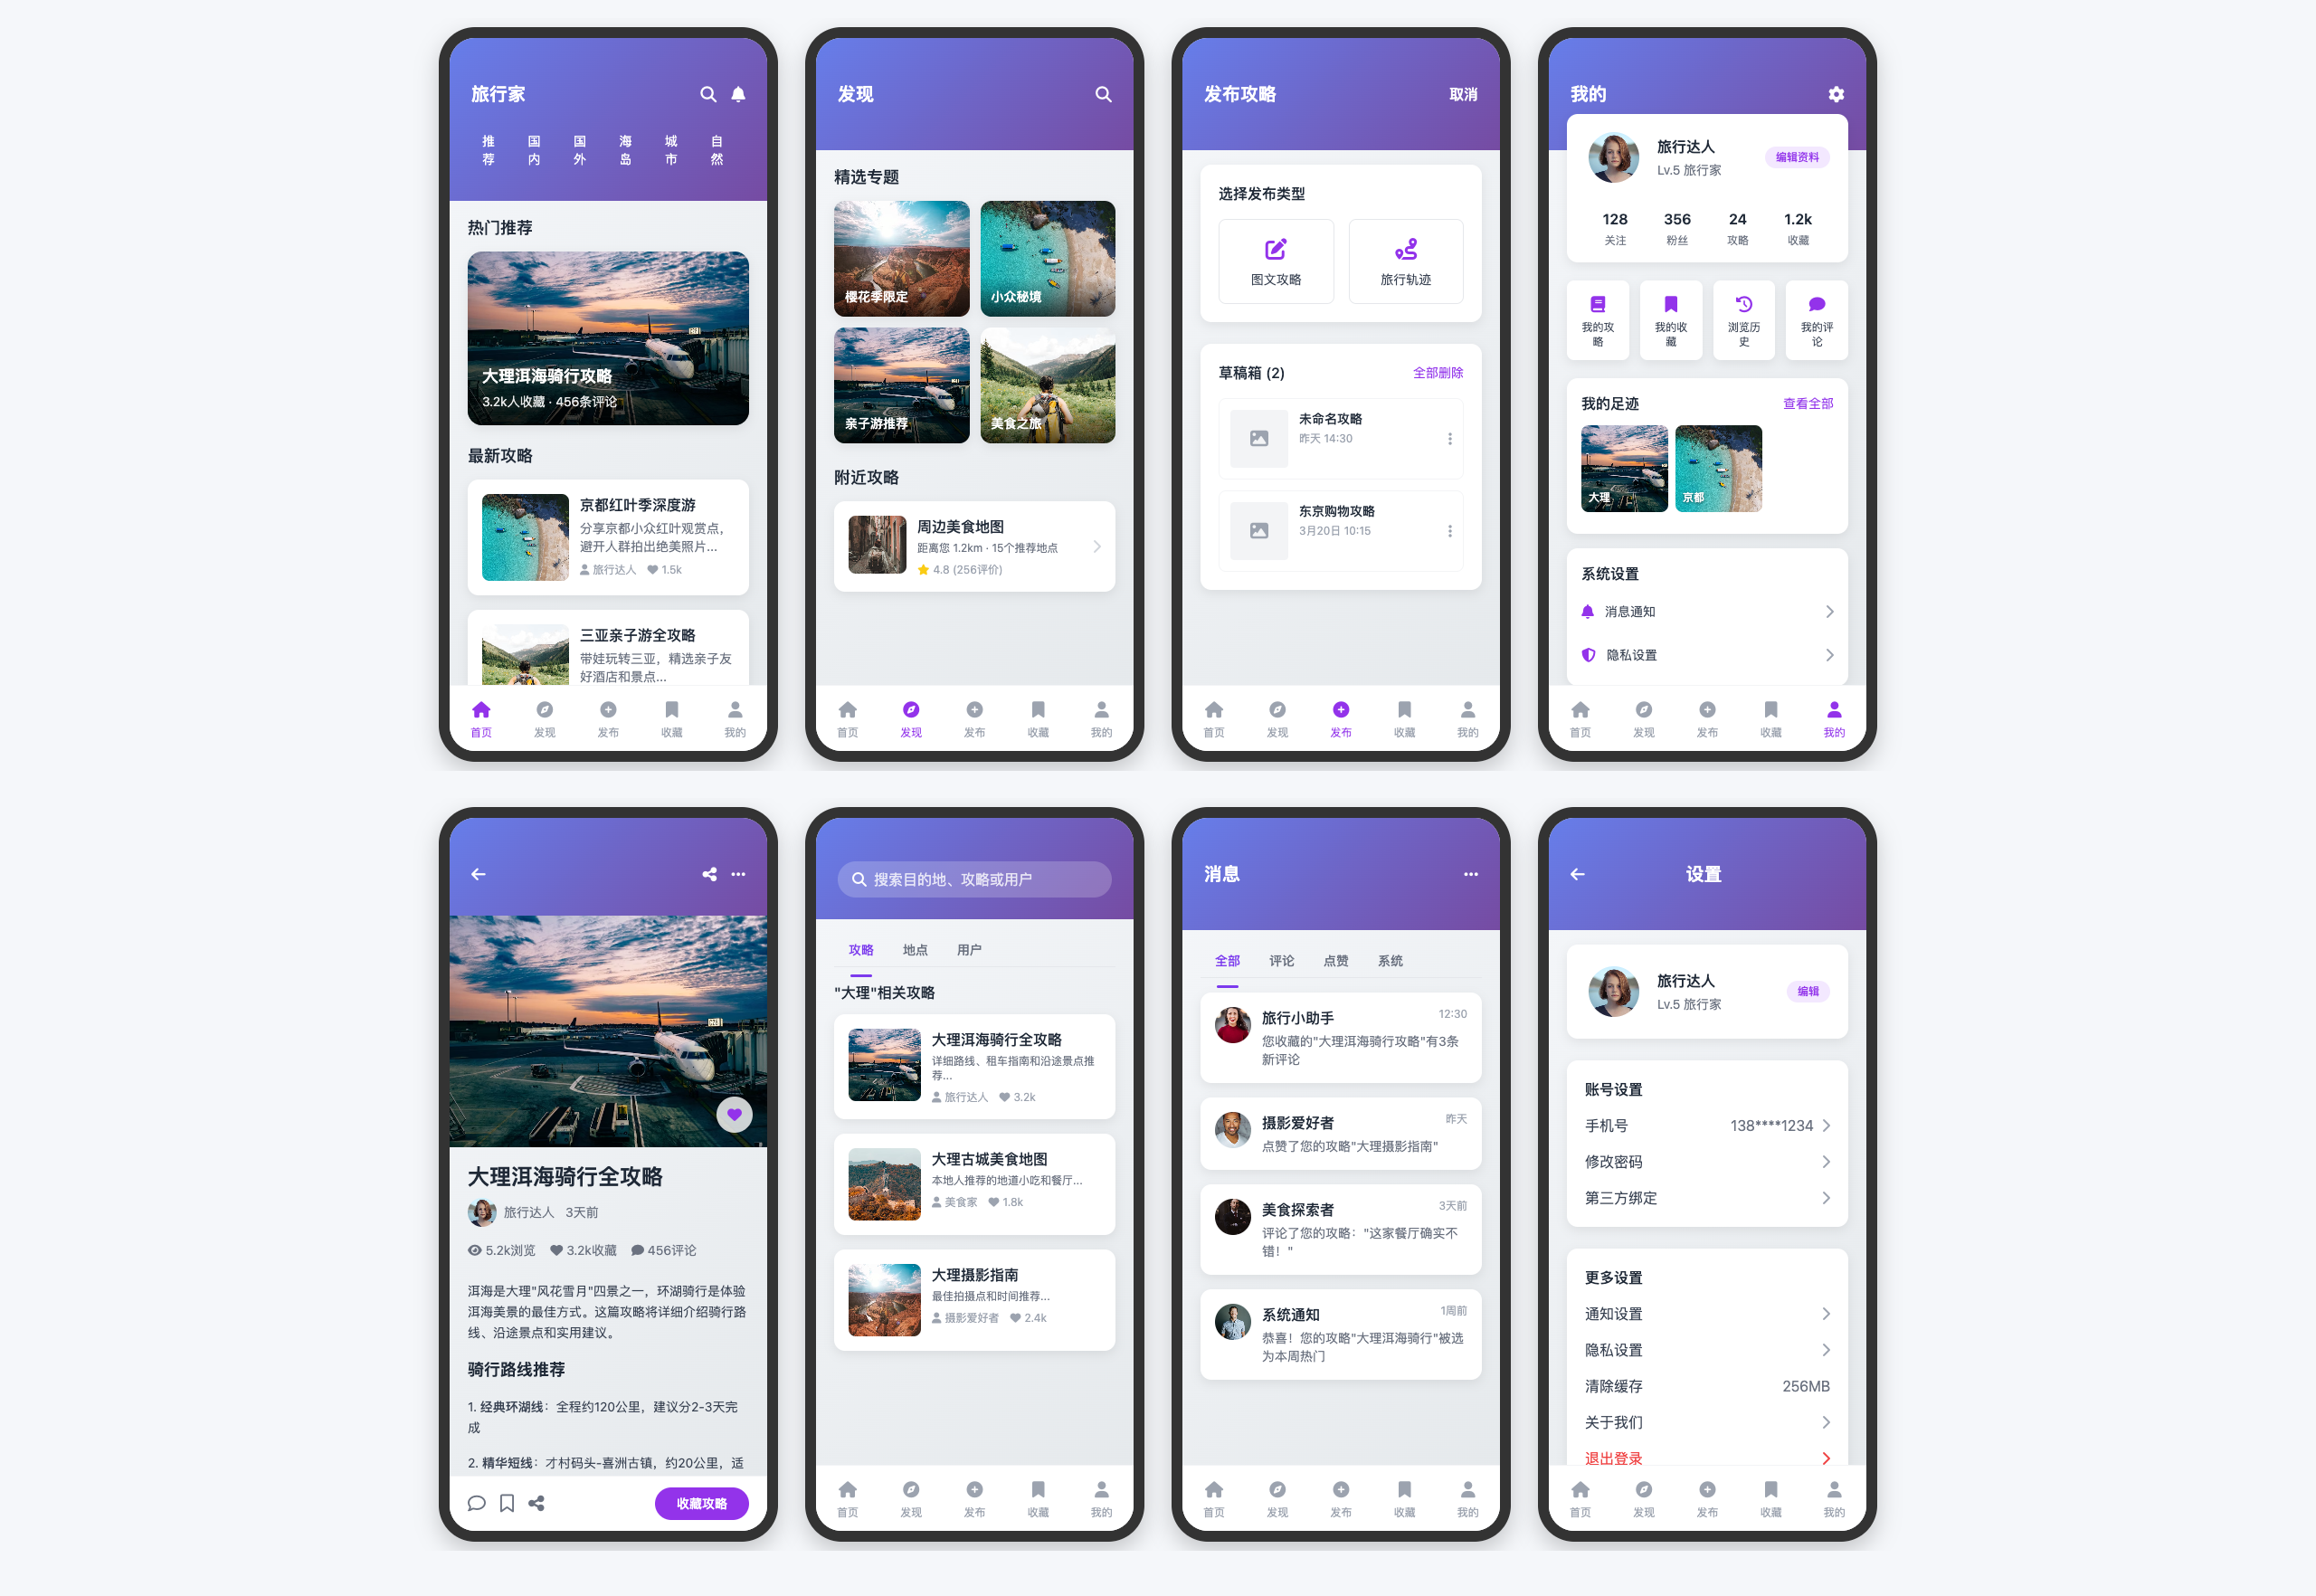 旅行家
推荐
国内
国外
海岛
城市
自然
热门推荐
大理洱海骑行攻略
3.2k人收藏 · 456条评论
最新攻略
京都红叶季深度游
分享京都小众红叶观赏点，
避开人群拍出绝美照片...
旅行达人 1.5k
三亚亲子游全攻略
带娃玩转三亚，精选亲子友
好酒店和景点...
首页 发现 发布 收藏 我的
发现
精选专题
樱花季限定
小众秘境
亲子游推荐
美食之旅
附近攻略
周边美食地图
距离您 1.2km · 15个推荐地点
4.8 (256评价)
首页 发现 发布 收藏 我的
发布攻略 取消
选择发布类型
图文攻略
旅行轨迹
草稿箱 (2) 全部删除
未命名攻略
昨天 14:30
东京购物攻略
3月20日 10:15
首页 发现 发布 收藏 我的
我的
旅行达人
Lv.5 旅行家
编辑资料
128 356 24 1.2k
关注 粉丝 攻略 收藏
我的攻
略
我的收
藏
浏览历
史
我的评
论
我的足迹 查看全部
大理
京都
系统设置
消息通知
隐私设置
首页 发现 发布 收藏 我的
大理洱海骑行全攻略
旅行达人 3天前
5.2k浏览 3.2k收藏 456评论
洱海是大理"风花雪月"四景之一，环湖骑行是体验
洱海美景的最佳方式。这篇攻略将详细介绍骑行路
线、沿途景点和实用建议。
骑行路线推荐
1. 经典环湖线：全程约120公里，建议分2-3天完
成
2. 精华短线：才村码头-喜洲古镇，约20公里，适
收藏攻略
搜索目的地、攻略或用户
攻略 地点 用户
"大理"相关攻略
大理洱海骑行全攻略
详细路线、租车指南和沿途景点推
荐...
旅行达人 3.2k
大理古城美食地图
本地人推荐的地道小吃和餐厅...
美食家 1.8k
大理摄影指南
最佳拍摄点和时间推荐...
摄影爱好者 2.4k
首页 发现 发布 收藏 我的
消息
全部 评论 点赞 系统
旅行小助手 12:30
您收藏的"大理洱海骑行攻略"有3条
新评论
摄影爱好者 昨天
点赞了您的攻略"大理摄影指南"
美食探索者 3天前
评论了您的攻略："这家餐厅确实不
错！"
系统通知 1周前
恭喜！您的攻略"大理洱海骑行"被选
为本周热门
首页 发现 发布 收藏 我的
设置
旅行达人
Lv.5 旅行家
编辑
账号设置
手机号 138****1234
修改密码
第三方绑定
更多设置
通知设置
隐私设置
清除缓存 256MB
关于我们
退出登录
首页 发现 发布 收藏 我的